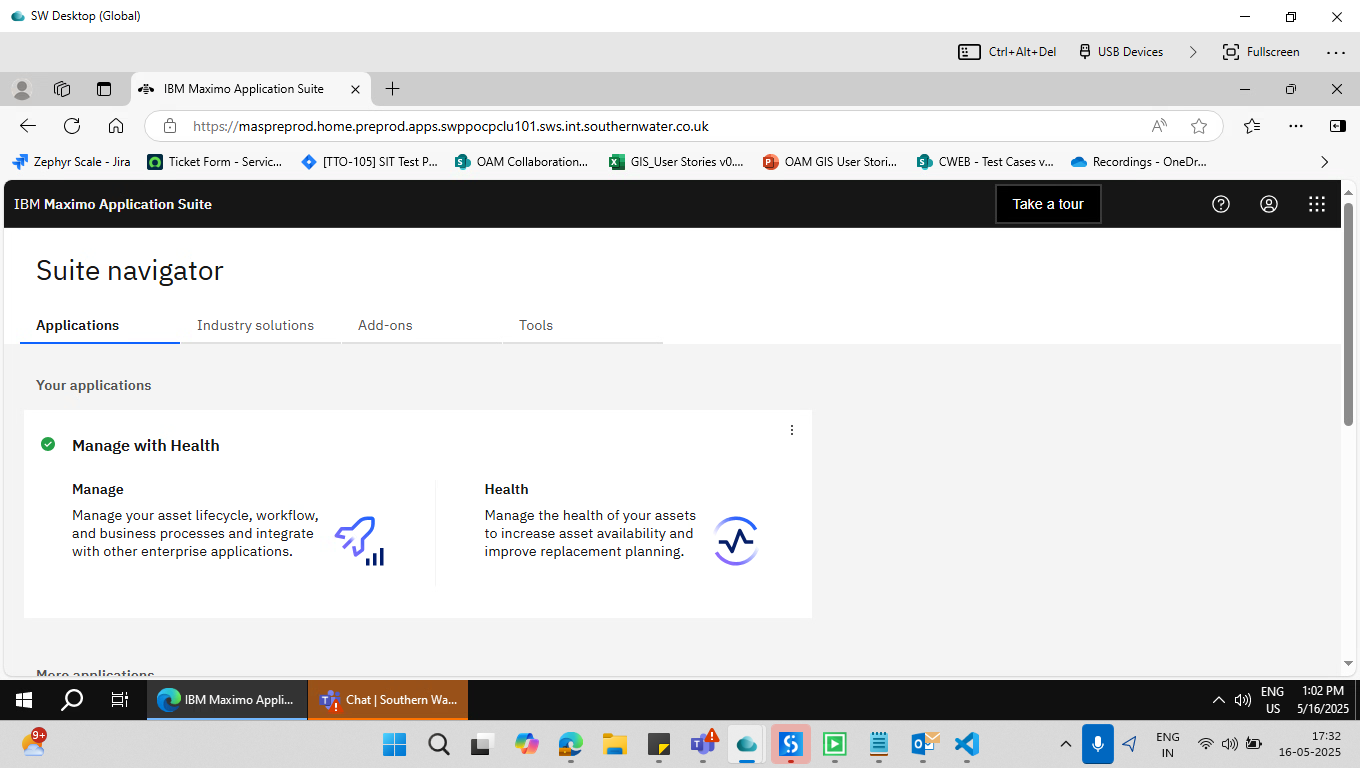 SW Desktop (Global)
Ctrl+Alt+Del
USB Devices
Fullscreen
IBM Maximo Application Suite
https://maspreprod.home.preprod.apps.swppocpclu101.sws.int.southernwater.co.uk
Zephyr Scale - Jira
Ticket Form - Servic...
[TTO-105] SIT Test P...
OAM Collaboration...
GIS_User Stories v0....
OAM GIS User Stori...
CWEB - Test Cases v...
Recordings - OneDr...
IBM Maximo Application Suite
Take a tour
Suite navigator
Applications
Industry solutions
Add-ons
Tools
Your applications
Manage with Health
Manage
Manage your asset lifecycle, workflow,
and business processes and integrate
with other enterprise applications.
Health
Manage the health of your assets
to increase asset availability and
improve replacement planning.
More applications
IBM Maximo Appli...
Chat | Southern Wa...
ENG
US
1:02 PM
5/16/2025
9+
ENG
IN
17:32
16-05-2025